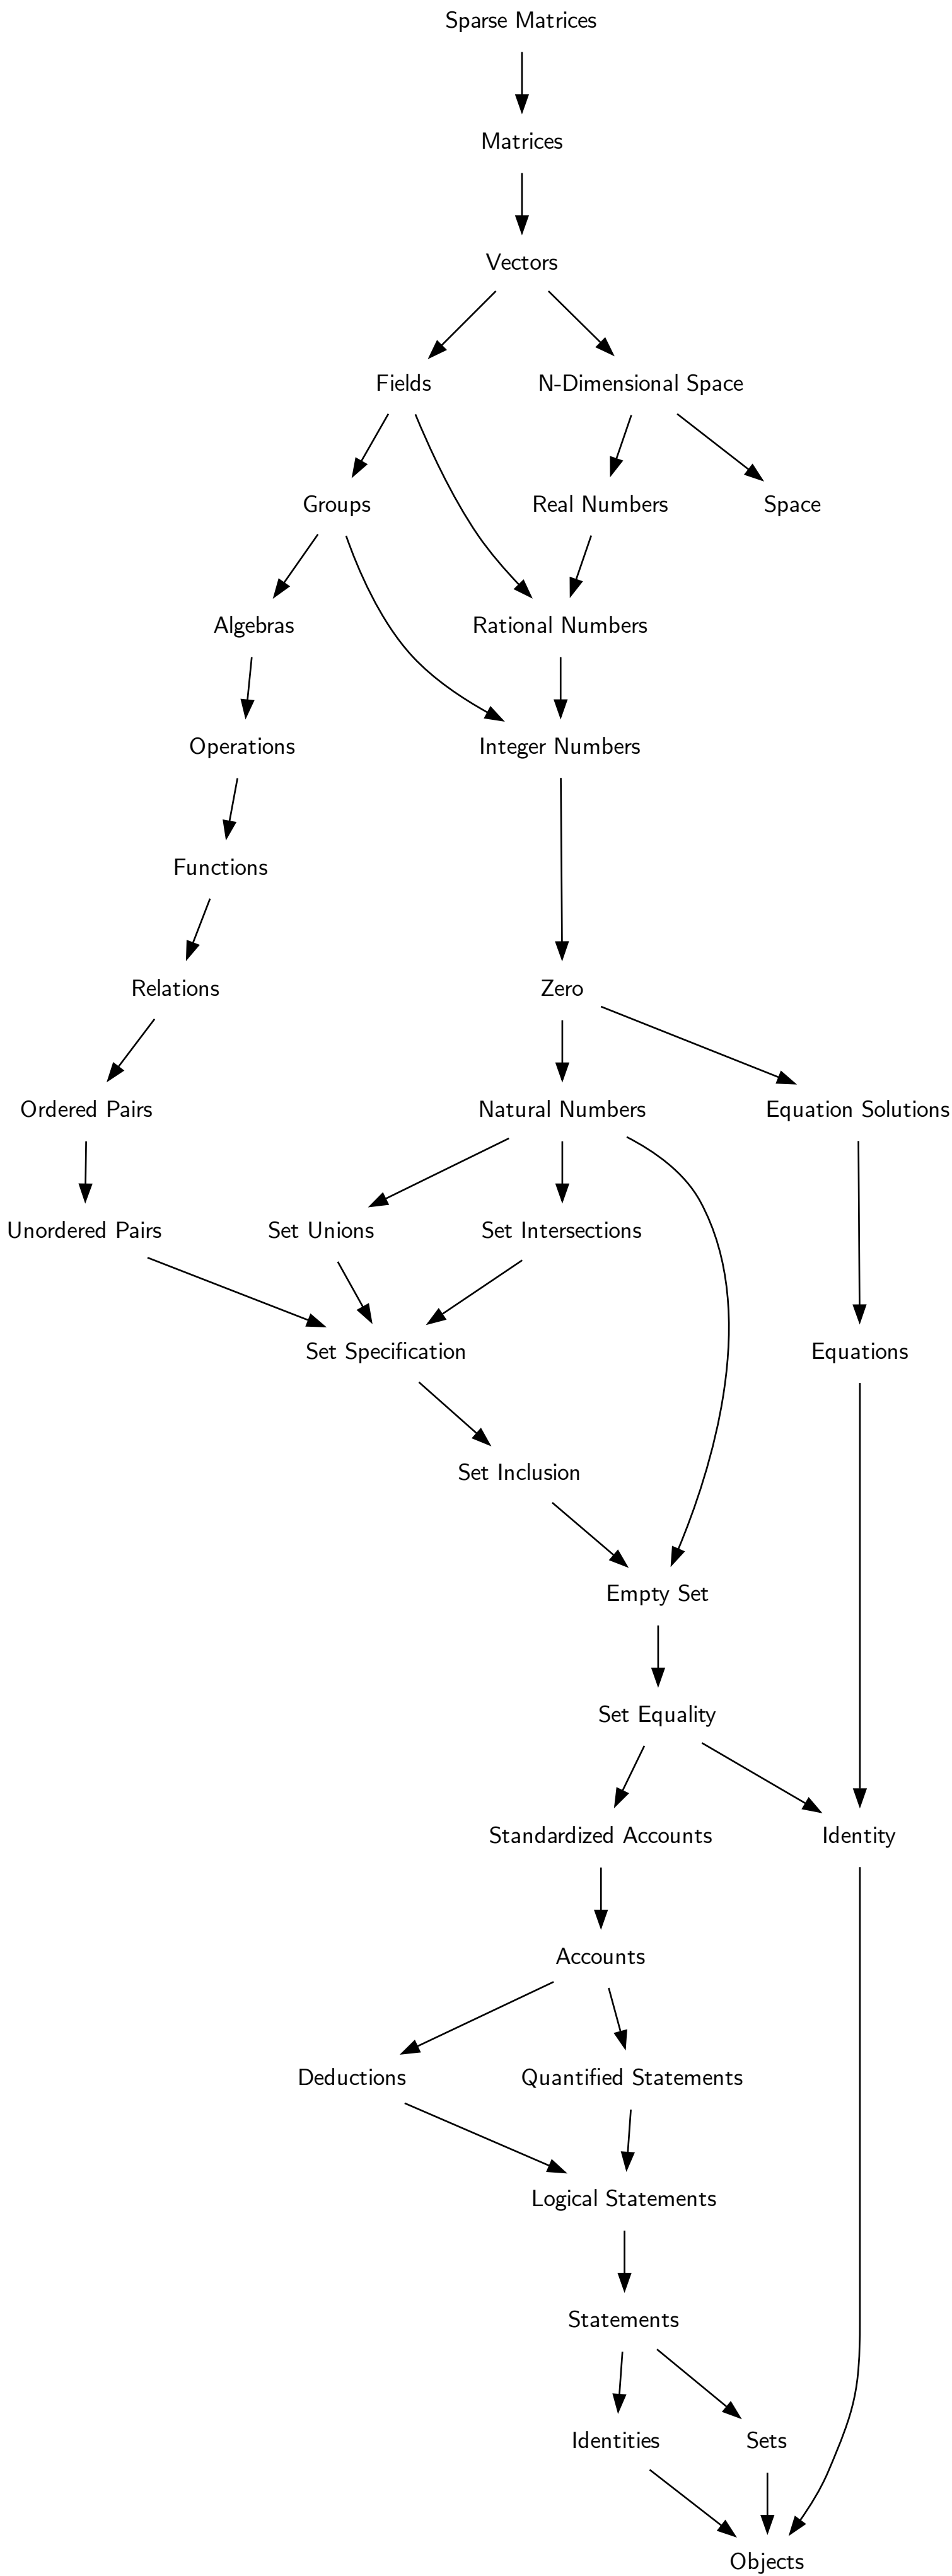 Sparse Matrices
Matrices
Vectors
Fields
N-Dimensional Space
Groups
Real Numbers
Space
Algebras
Rational Numbers
Operations
Integer Numbers
Functions
Relations
Zero
Ordered Pairs
Natural Numbers
Equation Solutions
Unordered Pairs
Set Unions
Set Intersections
Set Specification
Equations
Set Inclusion
Empty Set
Set Equality
Standardized Accounts
Identity
Accounts
Deductions
Quantified Statements
Logical Statements
Statements
Identities
Sets
Objects